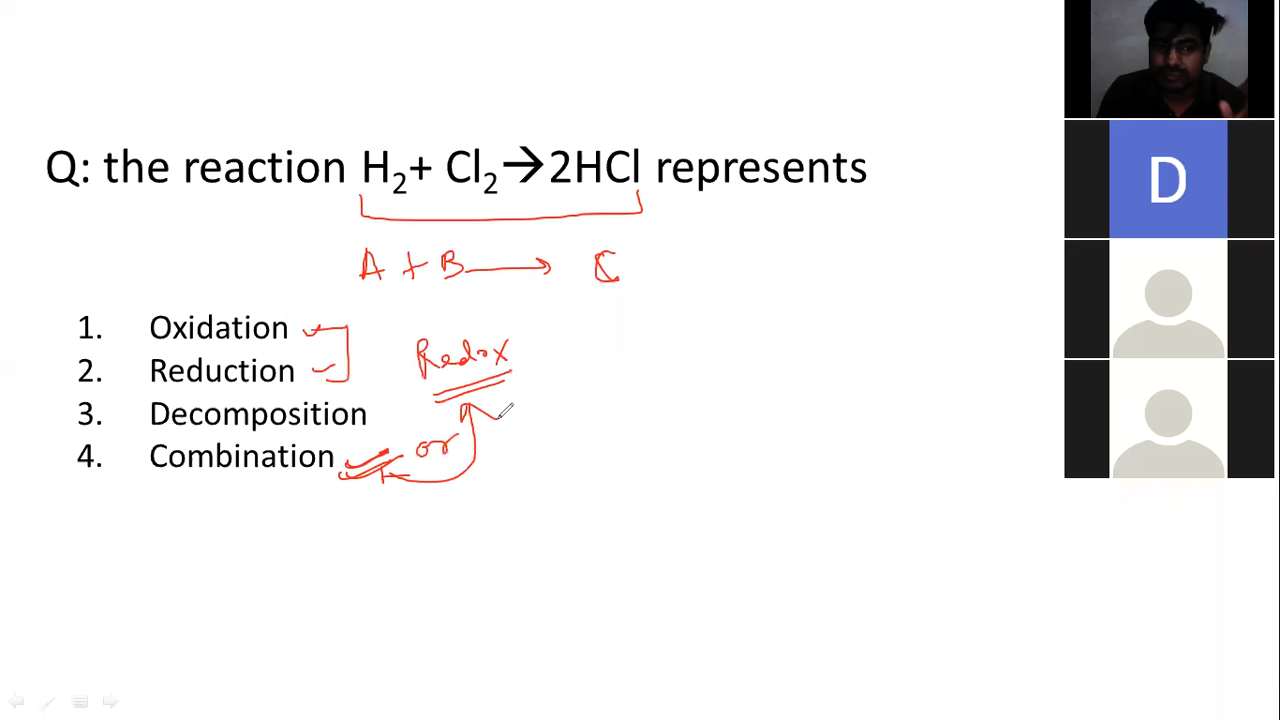 Q: the reaction H₂+ Cl₂→2HCl represents
A + B → C
1. Oxidation
2. Reduction
Redox
3. Decomposition
4. Combination or
D